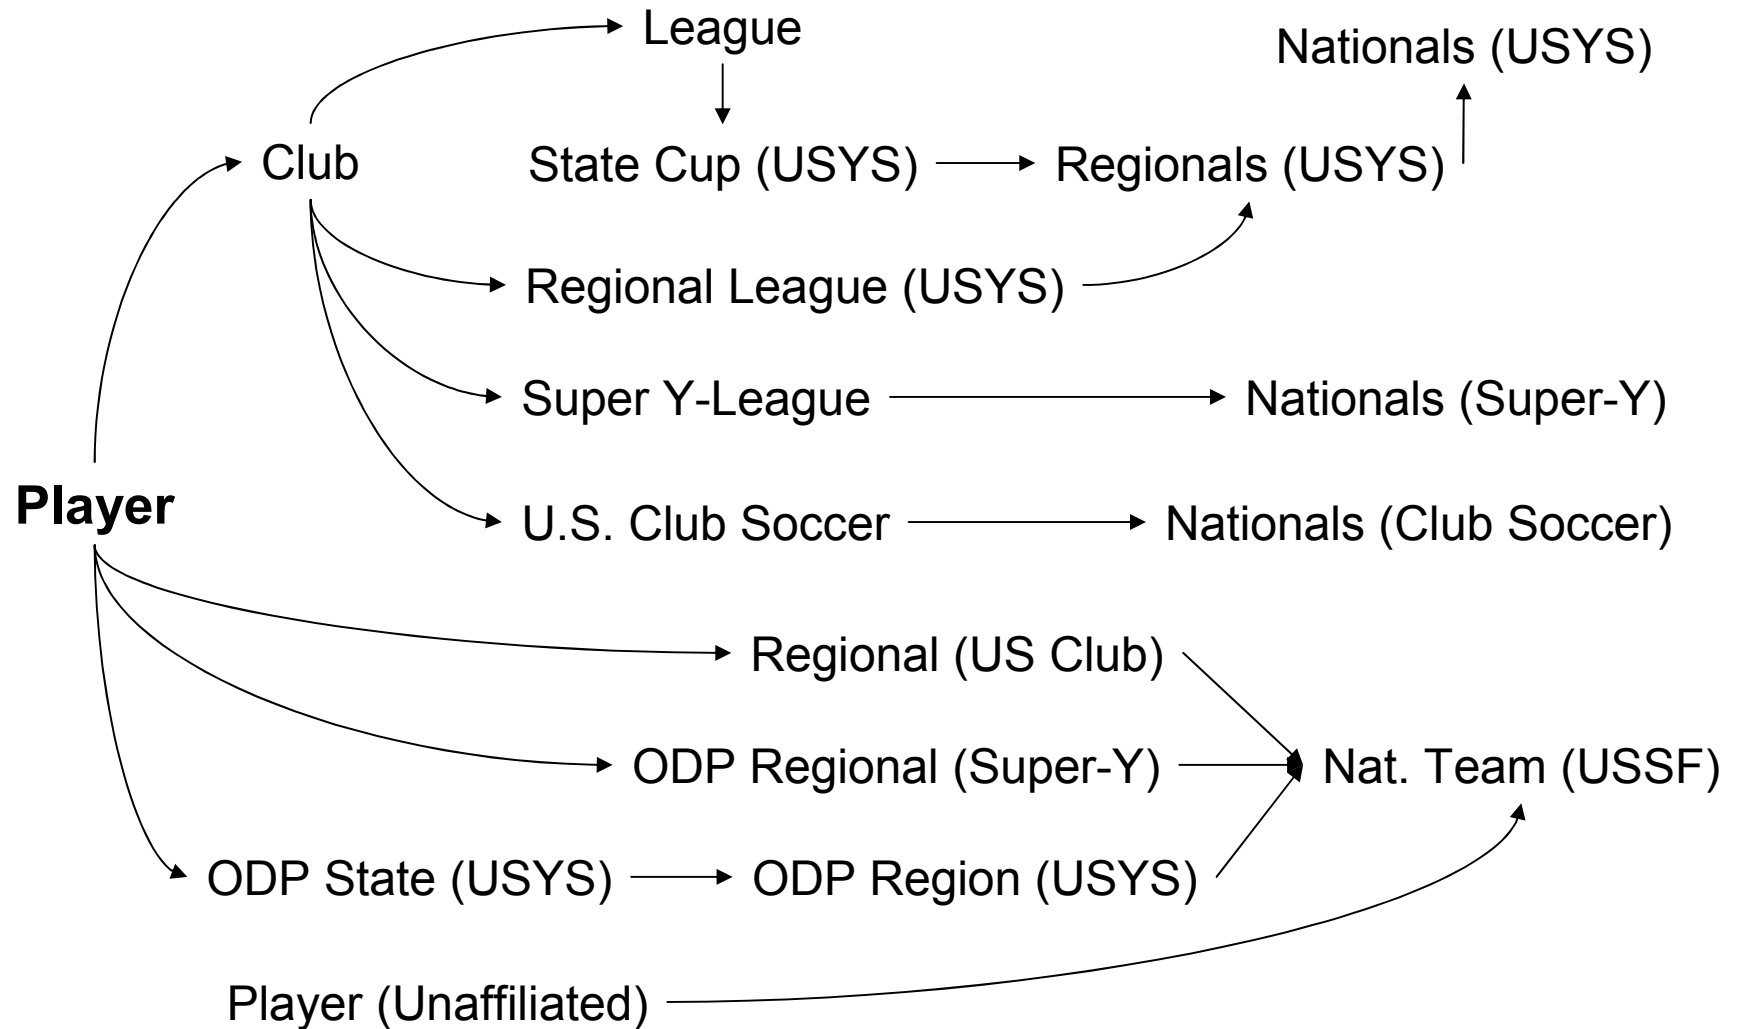 League
Nationals (USYS)
Club
State Cup (USYS)
Regionals (USYS)
Regional League (USYS)
Super Y-League
Nationals (Super-Y)
Player
U.S. Club Soccer
Nationals (Club Soccer)
Regional (US Club)
ODP Regional (Super-Y)
Nat. Team (USSF)
ODP State (USYS)
ODP Region (USYS)
Player (Unaffiliated)